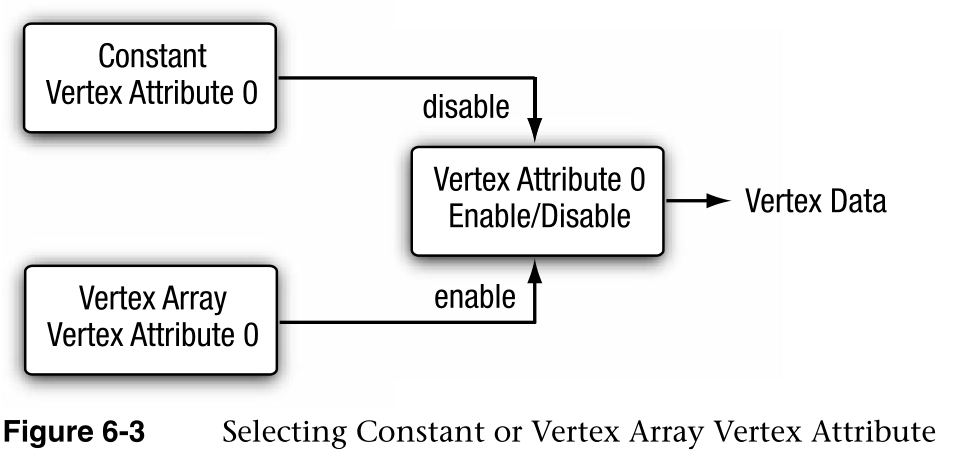 Constant
Vertex Attribute 0
disable
Vertex Attribute 0
Enable/Disable
Vertex Data
Vertex Array
Vertex Attribute 0
enable
Figure 6-3 Selecting Constant or Vertex Array Vertex Attribute